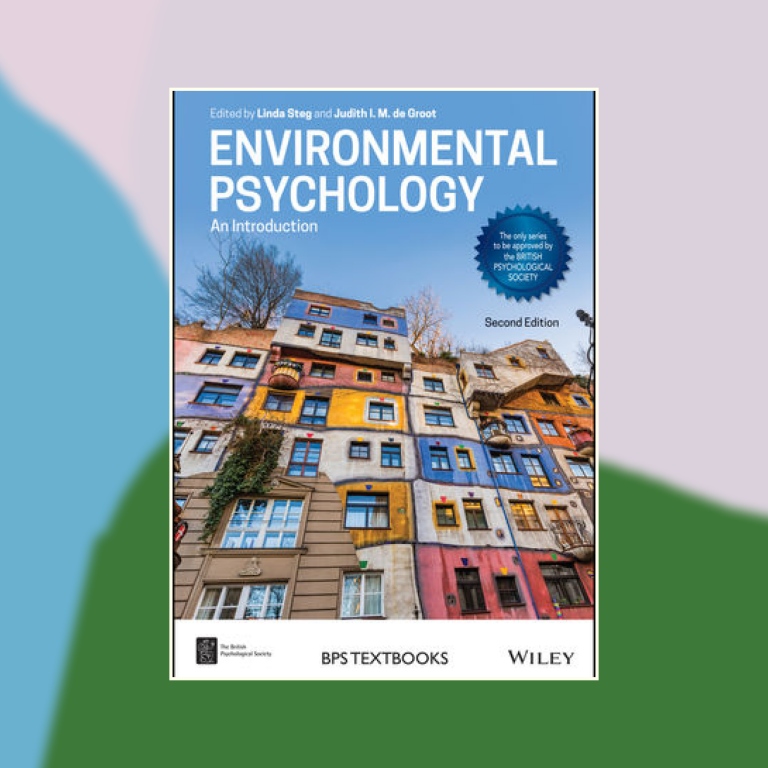 Edited by Linda Steg and Judith I. M. de Groot
ENVIRONMENTAL
PSYCHOLOGY
An Introduction
The only series
to be approved by
the BRITISH
PSYCHOLOGICAL
SOCIETY
Second Edition
The British
Psychological Society
BPS TEXTBOOKS
WILEY